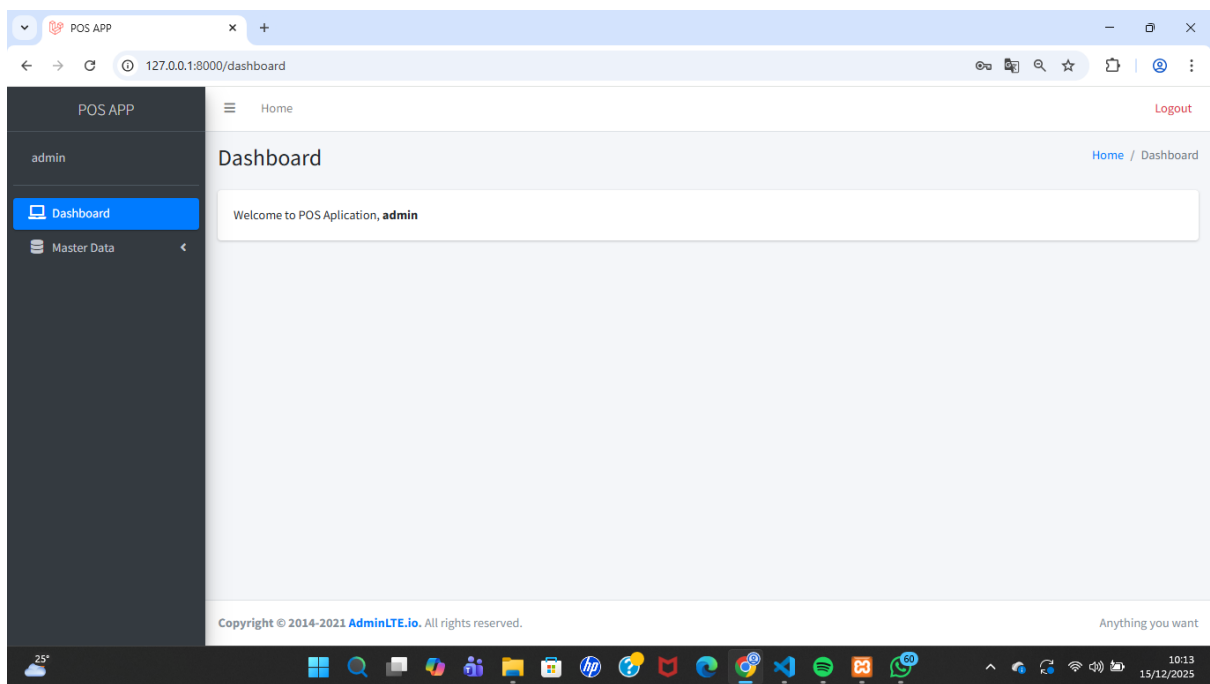 POS APP
127.0.0.1:8000/dashboard
POS APP
Home
Logout
admin
Dashboard
Home / Dashboard
Dashboard
Welcome to POS Aplication, admin
Master Data
Copyright © 2014-2021 AdminLTE.io. All rights reserved.
Anything you want
25°
hp
60
10:13
15/12/2025